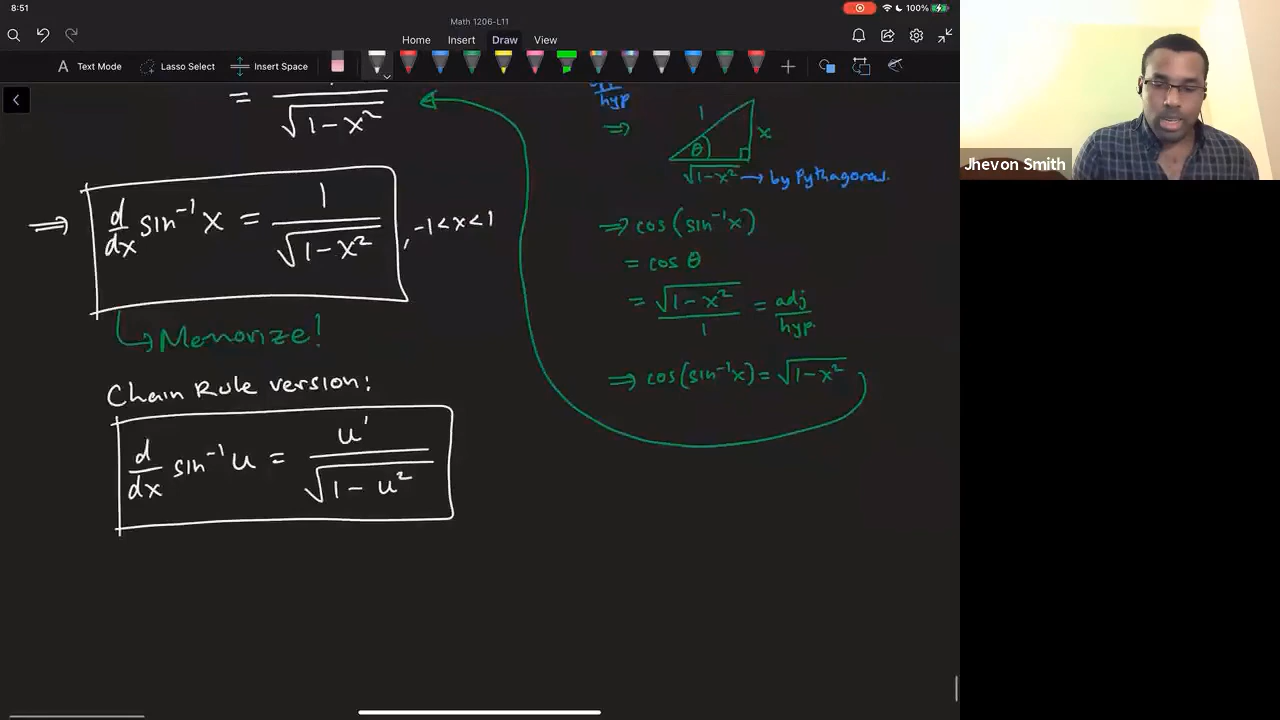 8:51
100%
Math 1206-L11
Home Insert Draw View
Text Mode Lasso Select Insert Space
= / √(1-x²)
⇒ d/dx sin⁻¹x = 1/√(1-x²) , -1<x<1
↳ Memorize!
Chain Rule version:
d/dx sin⁻¹u = u'/√(1-u²)
hyp
⇒
1
θ
x
√(1-x²) → by Pythagoras.
⇒ cos(sin⁻¹x)
= cos θ
= √(1-x²)/1 = adj/hyp.
⇒ cos(sin⁻¹x) = √(1-x²)
Jhevon Smith